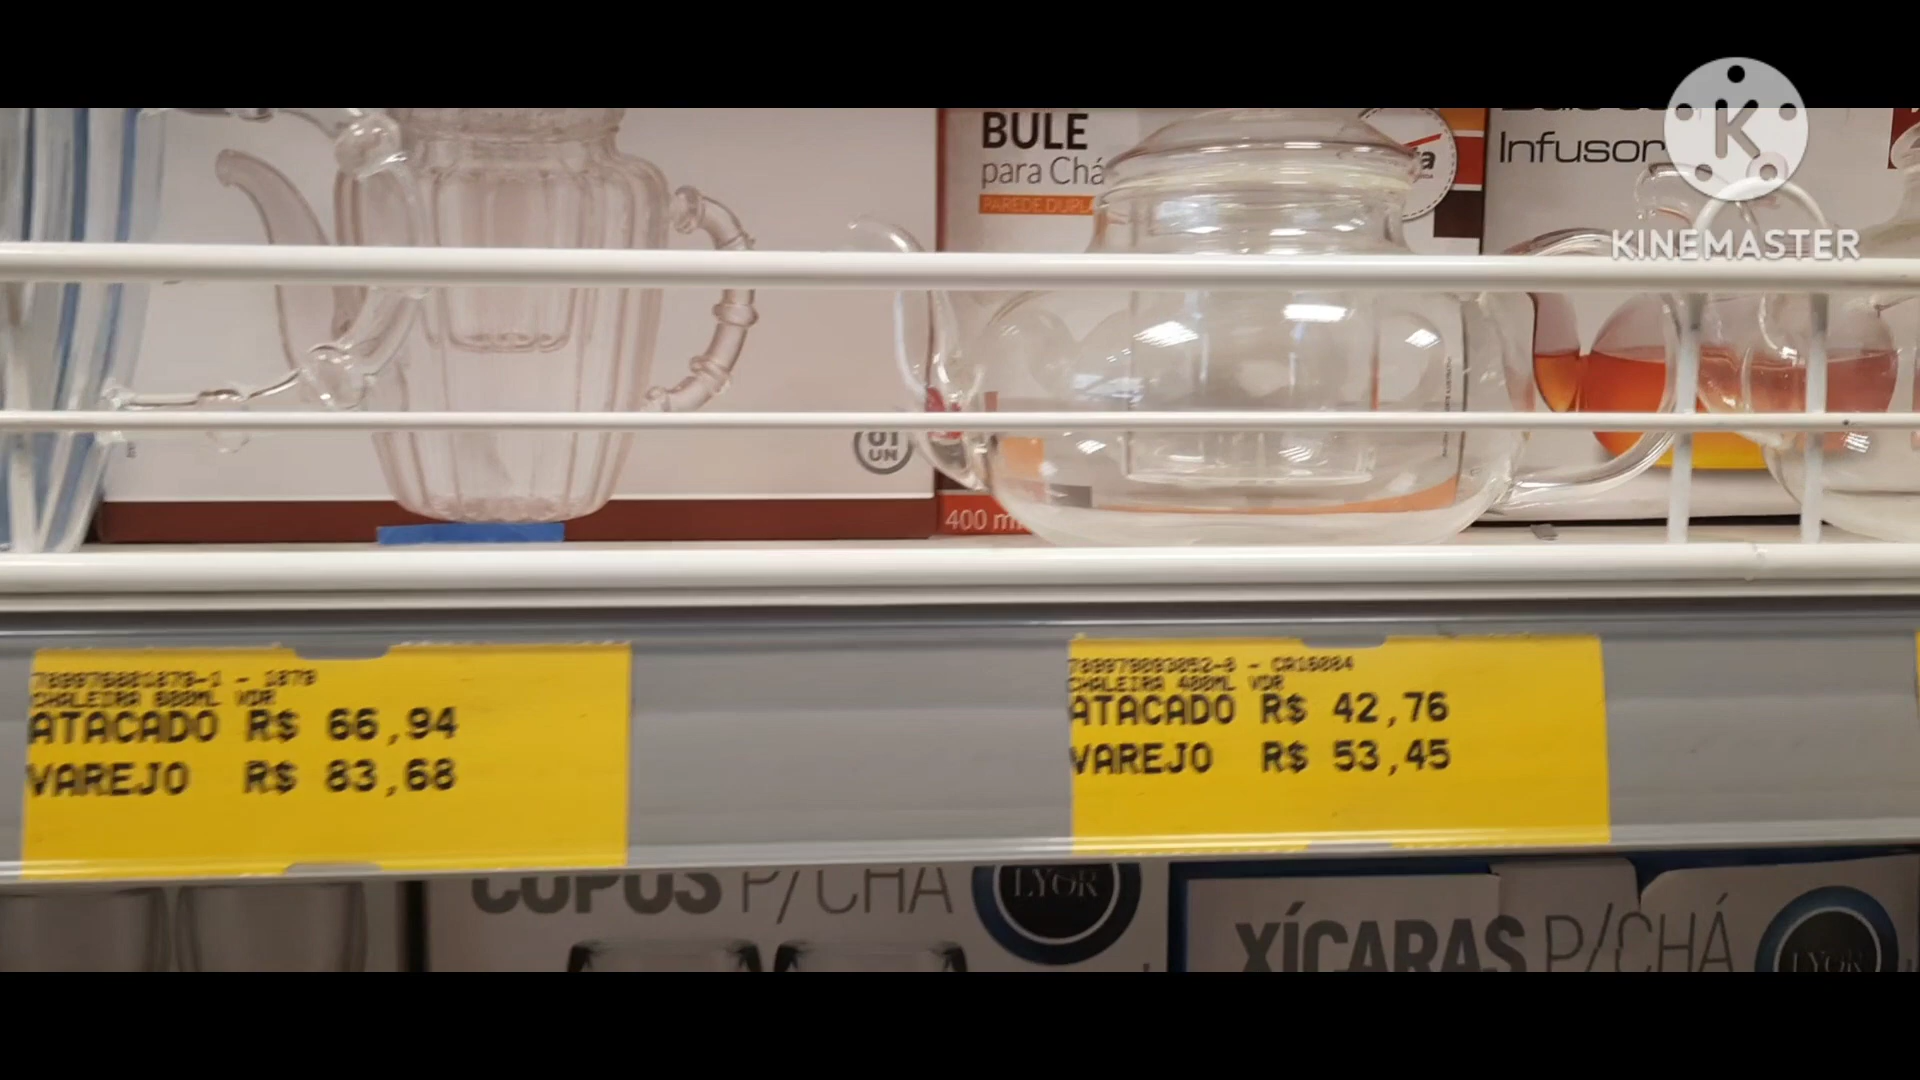 BULE
para Chá
PAREDE DUPLA
Infusor
KINEMASTER
01
UN
400 ml
CHALEIRA 800ML VDR
ATACADO R$ 66,94
VAREJO R$ 83,68
CA16084
CHALEIRA 400ML VDR
ATACADO R$ 42,76
VAREJO R$ 53,45
COPOS P/CHÁ
LYOR
XÍCARAS P/CHÁ
LYOR